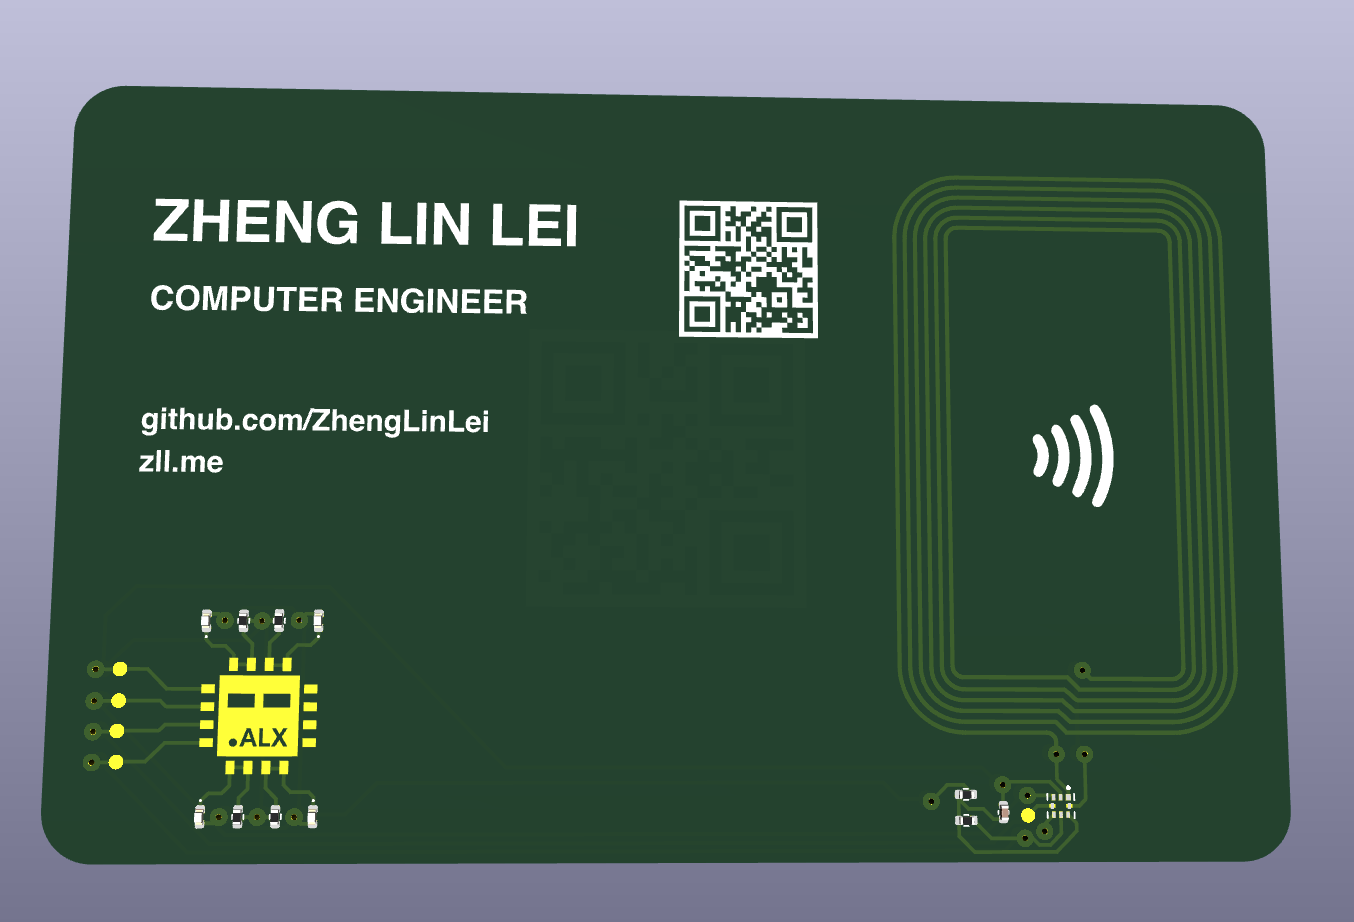 ZHENG LIN LEI
COMPUTER ENGINEER
github.com/ZhengLinLei
zll.me
.ALX